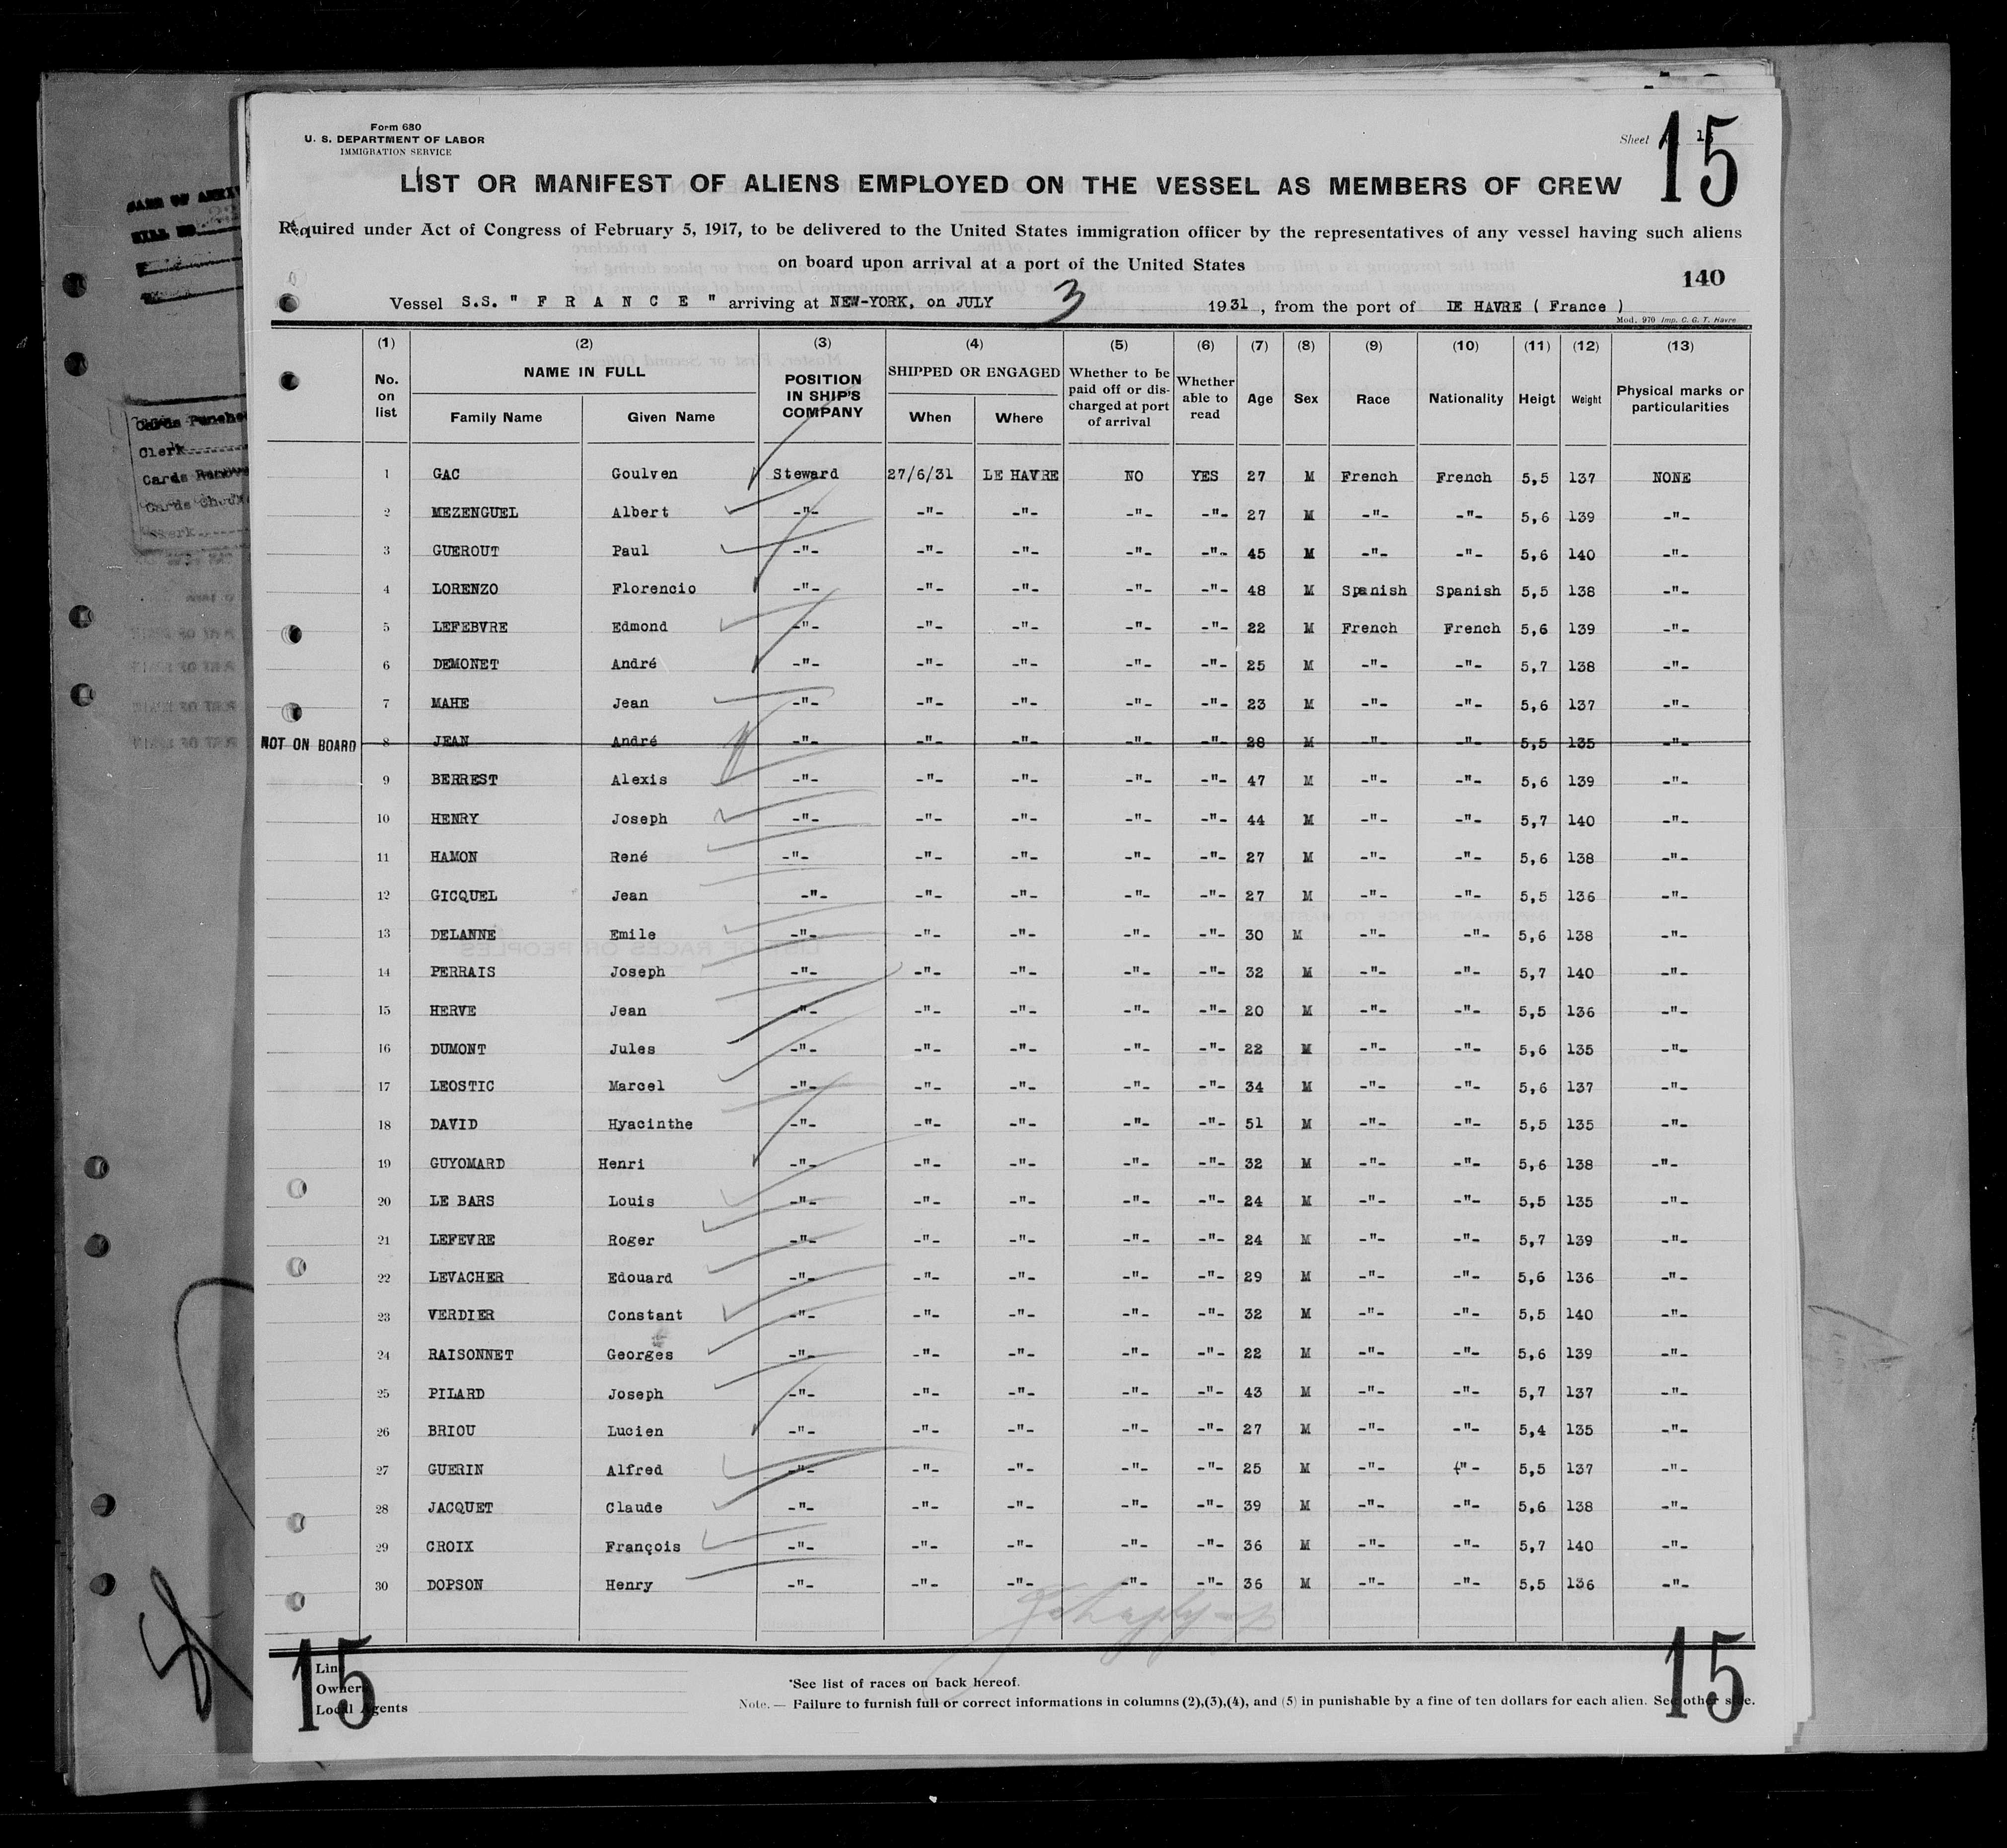 Form 680
U. S. DEPARTMENT OF LABOR
IMMIGRATION SERVICE
Sheet 15
15
LIST OR MANIFEST OF ALIENS EMPLOYED ON THE VESSEL AS MEMBERS OF CREW
Required under Act of Congress of February 5, 1917, to be delivered to the United States immigration officer by the representatives of any vessel having such aliens
on board upon arrival at a port of the United States
140
Vessel S.S. " F R A N C E " arriving at NEW-YORK, on JULY 3 1931, from the port of LE HAVRE ( France )
Mod. 970 Imp. C. G. T. Havre
(1) (2) (3) (4) (5) (6) (7) (8) (9) (10) (11) (12) (13)
No. on list NAME IN FULL Family Name Given Name POSITION IN SHIP'S COMPANY SHIPPED OR ENGAGED When Where Whether to be paid off or discharged at port of arrival Whether able to read Age Sex Race Nationality Heigt Weight Physical marks or particularities
1 GAC Goulven Steward 27/6/31 LE HAVRE NO YES 27 M French French 5,5 137 NONE
2 MEZENGUEL Albert -"- -"- -"- -"- -"- 27 M -"- -"- 5,6 139 -"-
3 GUEROUT Paul -"- -"- -"- -"- -"- 45 M -"- -"- 5,6 140 -"-
4 LORENZO Florencio -"- -"- -"- -"- -"- 48 M Spanish Spanish 5,5 138 -"-
5 LEFEBVRE Edmond -"- -"- -"- -"- -"- 22 M French French 5,6 139 -"-
6 DEMONET André -"- -"- -"- -"- -"- 25 M -"- -"- 5,7 138 -"-
7 MAHE Jean -"- -"- -"- -"- -"- 23 M -"- -"- 5,6 137 -"-
NOT ON BOARD 8 JEAN André -"- -"- -"- -"- -"- 28 M -"- -"- 5,5 135 -"-
9 BERREST Alexis -"- -"- -"- -"- -"- 47 M -"- -"- 5,6 139 -"-
10 HENRY Joseph -"- -"- -"- -"- -"- 44 M -"- -"- 5,7 140 -"-
11 HAMON René -"- -"- -"- -"- -"- 27 M -"- -"- 5,6 138 -"-
12 GICQUEL Jean -"- -"- -"- -"- -"- 27 M -"- -"- 5,5 136 -"-
13 DELANNE Emile -"- -"- -"- -"- -"- 30 M -"- -"- 5,6 138 -"-
14 PERRAIS Joseph -"- -"- -"- -"- -"- 32 M -"- -"- 5,7 140 -"-
15 HERVE Jean -"- -"- -"- -"- -"- 20 M -"- -"- 5,5 136 -"-
16 DUMONT Jules -"- -"- -"- -"- -"- 22 M -"- -"- 5,6 135 -"-
17 LEOSTIC Marcel -"- -"- -"- -"- -"- 34 M -"- -"- 5,6 137 -"-
18 DAVID Hyacinthe -"- -"- -"- -"- -"- 51 M -"- -"- 5,5 135 -"-
19 GUYOMARD Henri -"- -"- -"- -"- -"- 32 M -"- -"- 5,6 138 -"-
20 LE BARS Louis -"- -"- -"- -"- -"- 24 M -"- -"- 5,5 135 -"-
21 LEFEVRE Roger -"- -"- -"- -"- -"- 24 M -"- -"- 5,7 139 -"-
22 LEVACHER Edouard -"- -"- -"- -"- -"- 29 M -"- -"- 5,6 136 -"-
23 VERDIER Constant -"- -"- -"- -"- -"- 32 M -"- -"- 5,5 140 -"-
24 RAISONNET Georges -"- -"- -"- -"- -"- 22 M -"- -"- 5,6 139 -"-
25 PILARD Joseph -"- -"- -"- -"- -"- 43 M -"- -"- 5,7 137 -"-
26 BRIOU Lucien -"- -"- -"- -"- -"- 27 M -"- -"- 5,4 135 -"-
27 GUERIN Alfred -"- -"- -"- -"- -"- 25 M -"- -"- 5,5 137 -"-
28 JACQUET Claude -"- -"- -"- -"- -"- 39 M -"- -"- 5,6 138 -"-
29 CROIX François -"- -"- -"- -"- -"- 36 M -"- -"- 5,7 140 -"-
30 DOPSON Henry -"- -"- -"- -"- -"- 36 M -"- -"- 5,5 136 -"-
15
Line
Owners
Local Agents
*See list of races on back hereof.
Note. — Failure to furnish full or correct informations in columns (2),(3),(4), and (5) in punishable by a fine of ten dollars for each alien. See other side.
15
Cards Punched
Clerk
Cards Remov
Cards Check